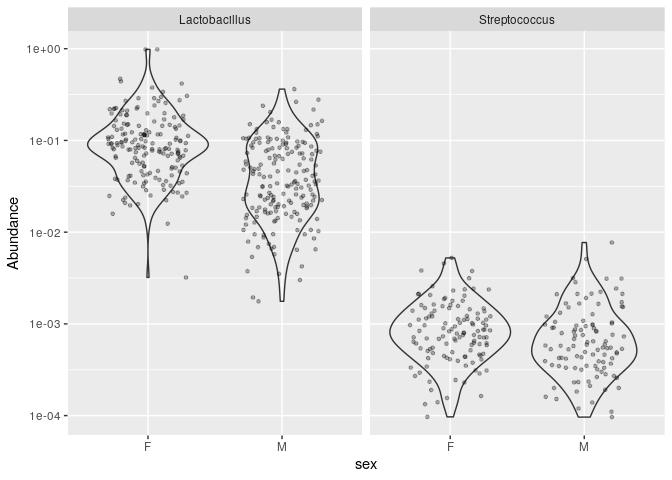 Lactobacillus
Streptococcus
Abundance
1e+00
1e-01
1e-02
1e-03
1e-04
F
M
F
M
sex